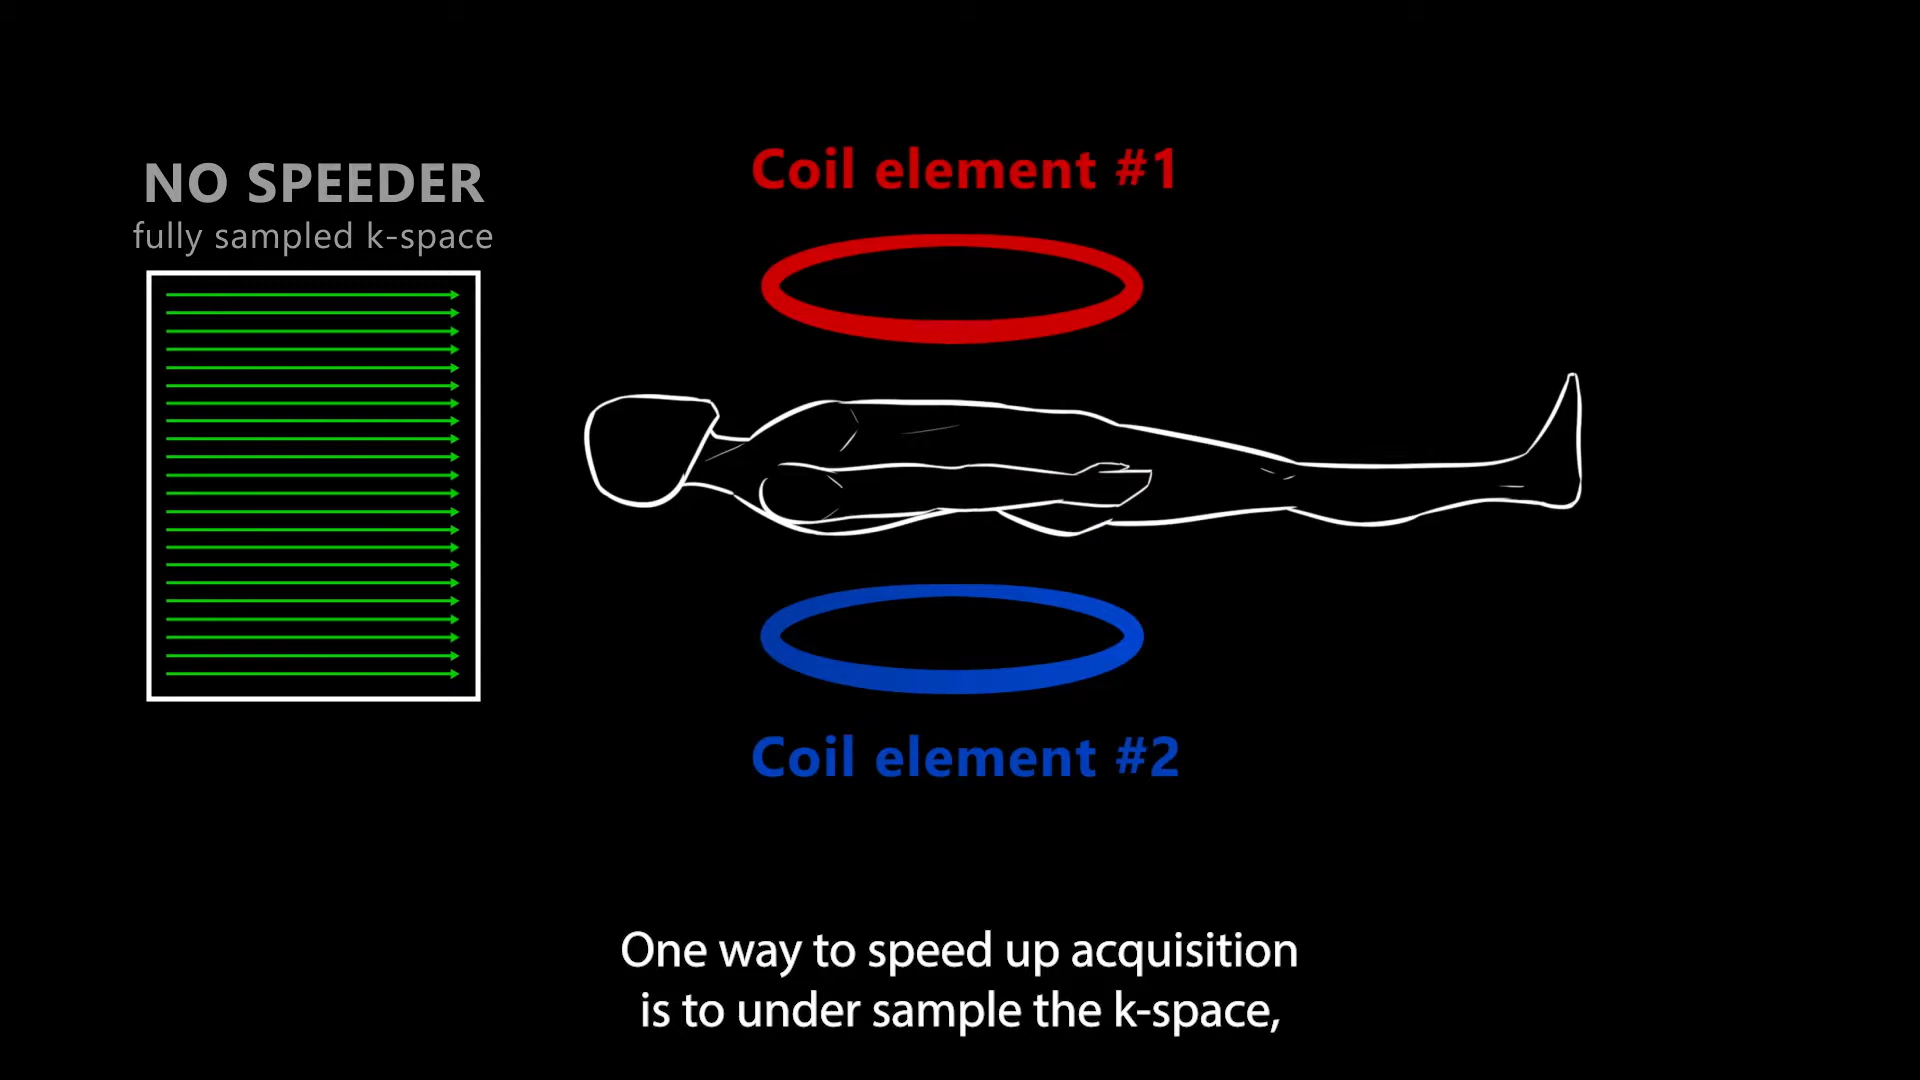 NO SPEEDER
fully sampled k-space
Coil element #1
Coil element #2
One way to speed up acquisition
is to under sample the k-space,